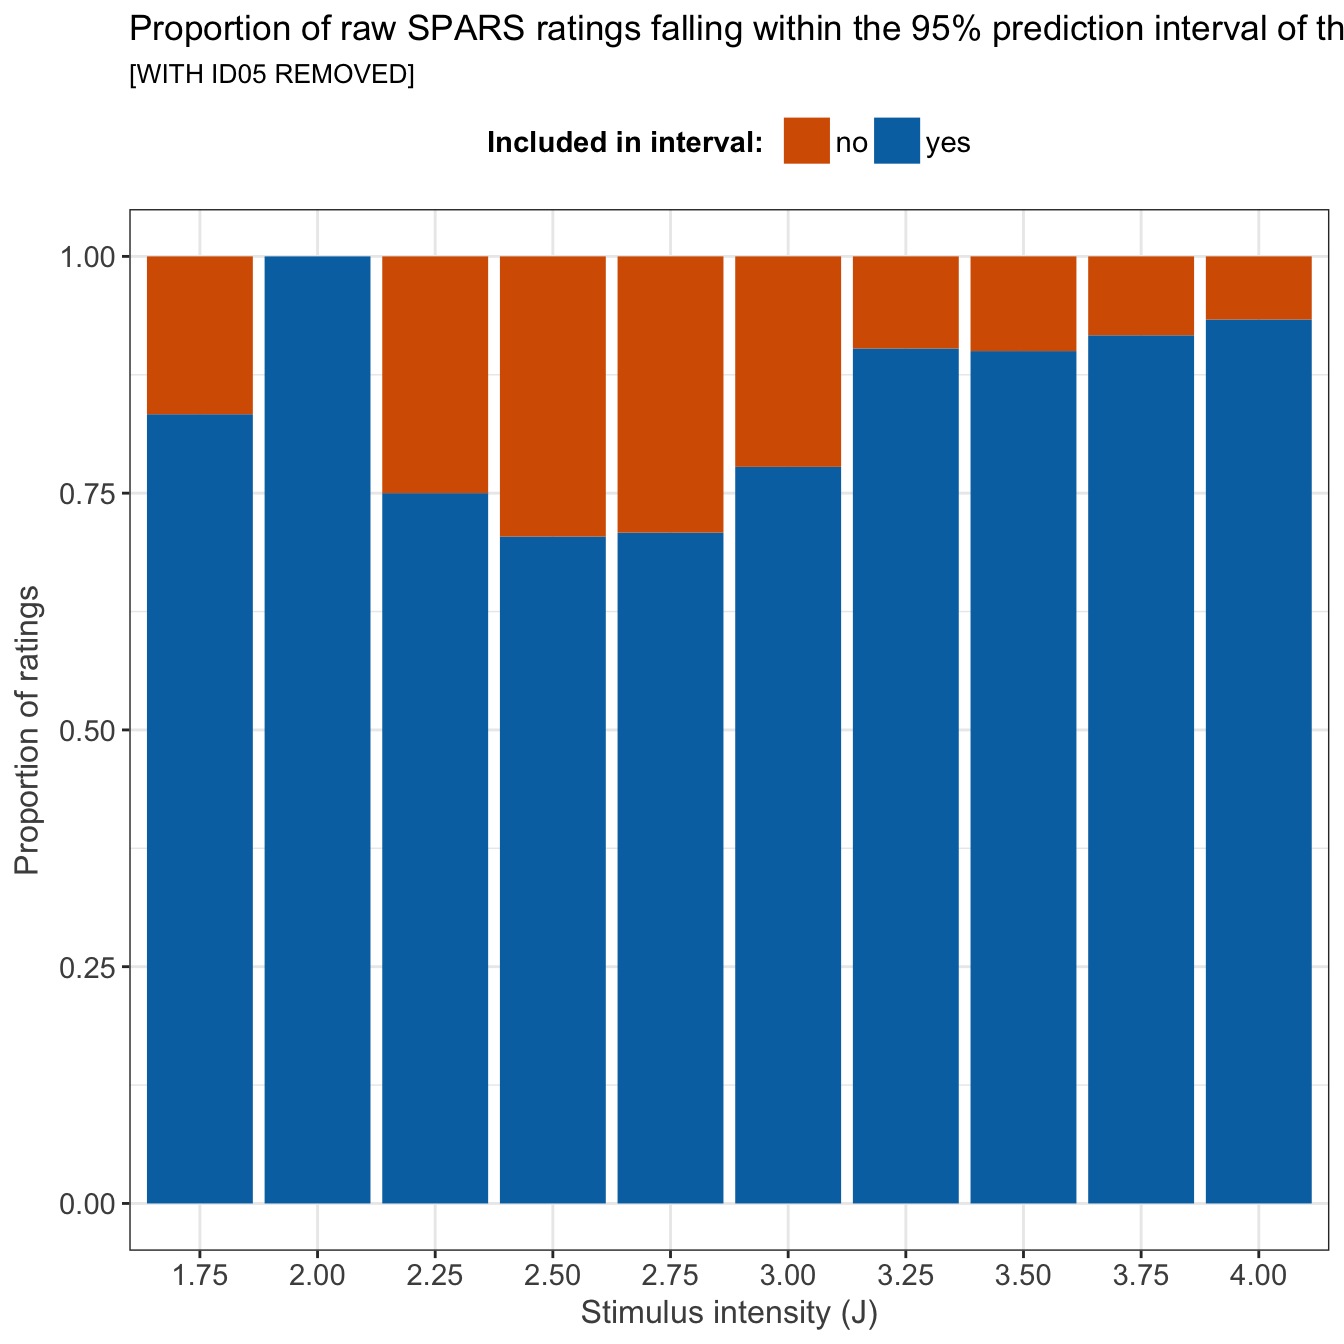 Proportion of raw SPARS ratings falling within the 95% prediction interval of th
[WITH ID05 REMOVED]
Included in interval: no yes
1.00
0.75
0.50
0.25
0.00
Proportion of ratings
1.75 2.00 2.25 2.50 2.75 3.00 3.25 3.50 3.75 4.00
Stimulus intensity (J)